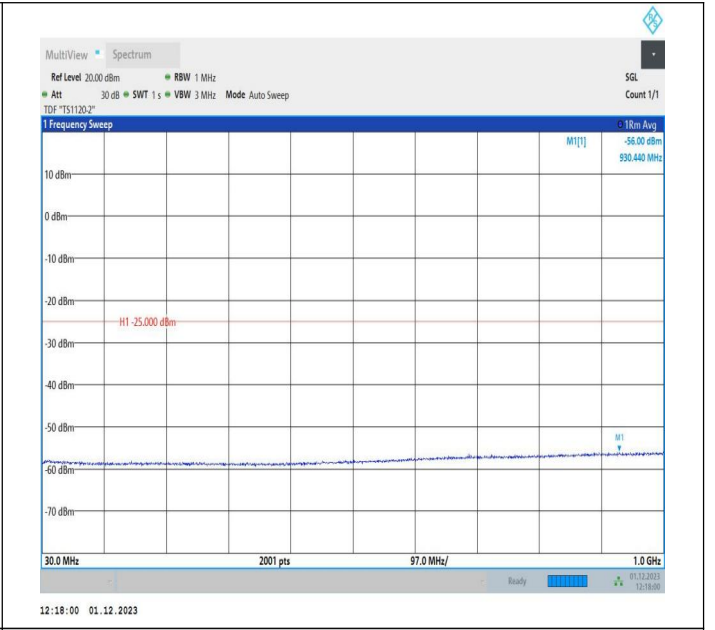 R&S
MultiView Spectrum
Ref Level 20.00 dBm RBW 1 MHz SGL
Att 30 dB SWT 1 s VBW 3 MHz Mode Auto Sweep Count 1/1
TDF "TS1120-2"
1 Frequency Sweep 1Rm Avg
M1[1] -56.00 dBm
930.440 MHz
10 dBm
0 dBm
-10 dBm
-20 dBm
H1 -25.000 dBm
-30 dBm
-40 dBm
-50 dBm
M1
-60 dBm
-70 dBm
30.0 MHz 2001 pts 97.0 MHz/ 1.0 GHz
Ready 01.12.2023
12:18:00
12:18:00 01.12.2023